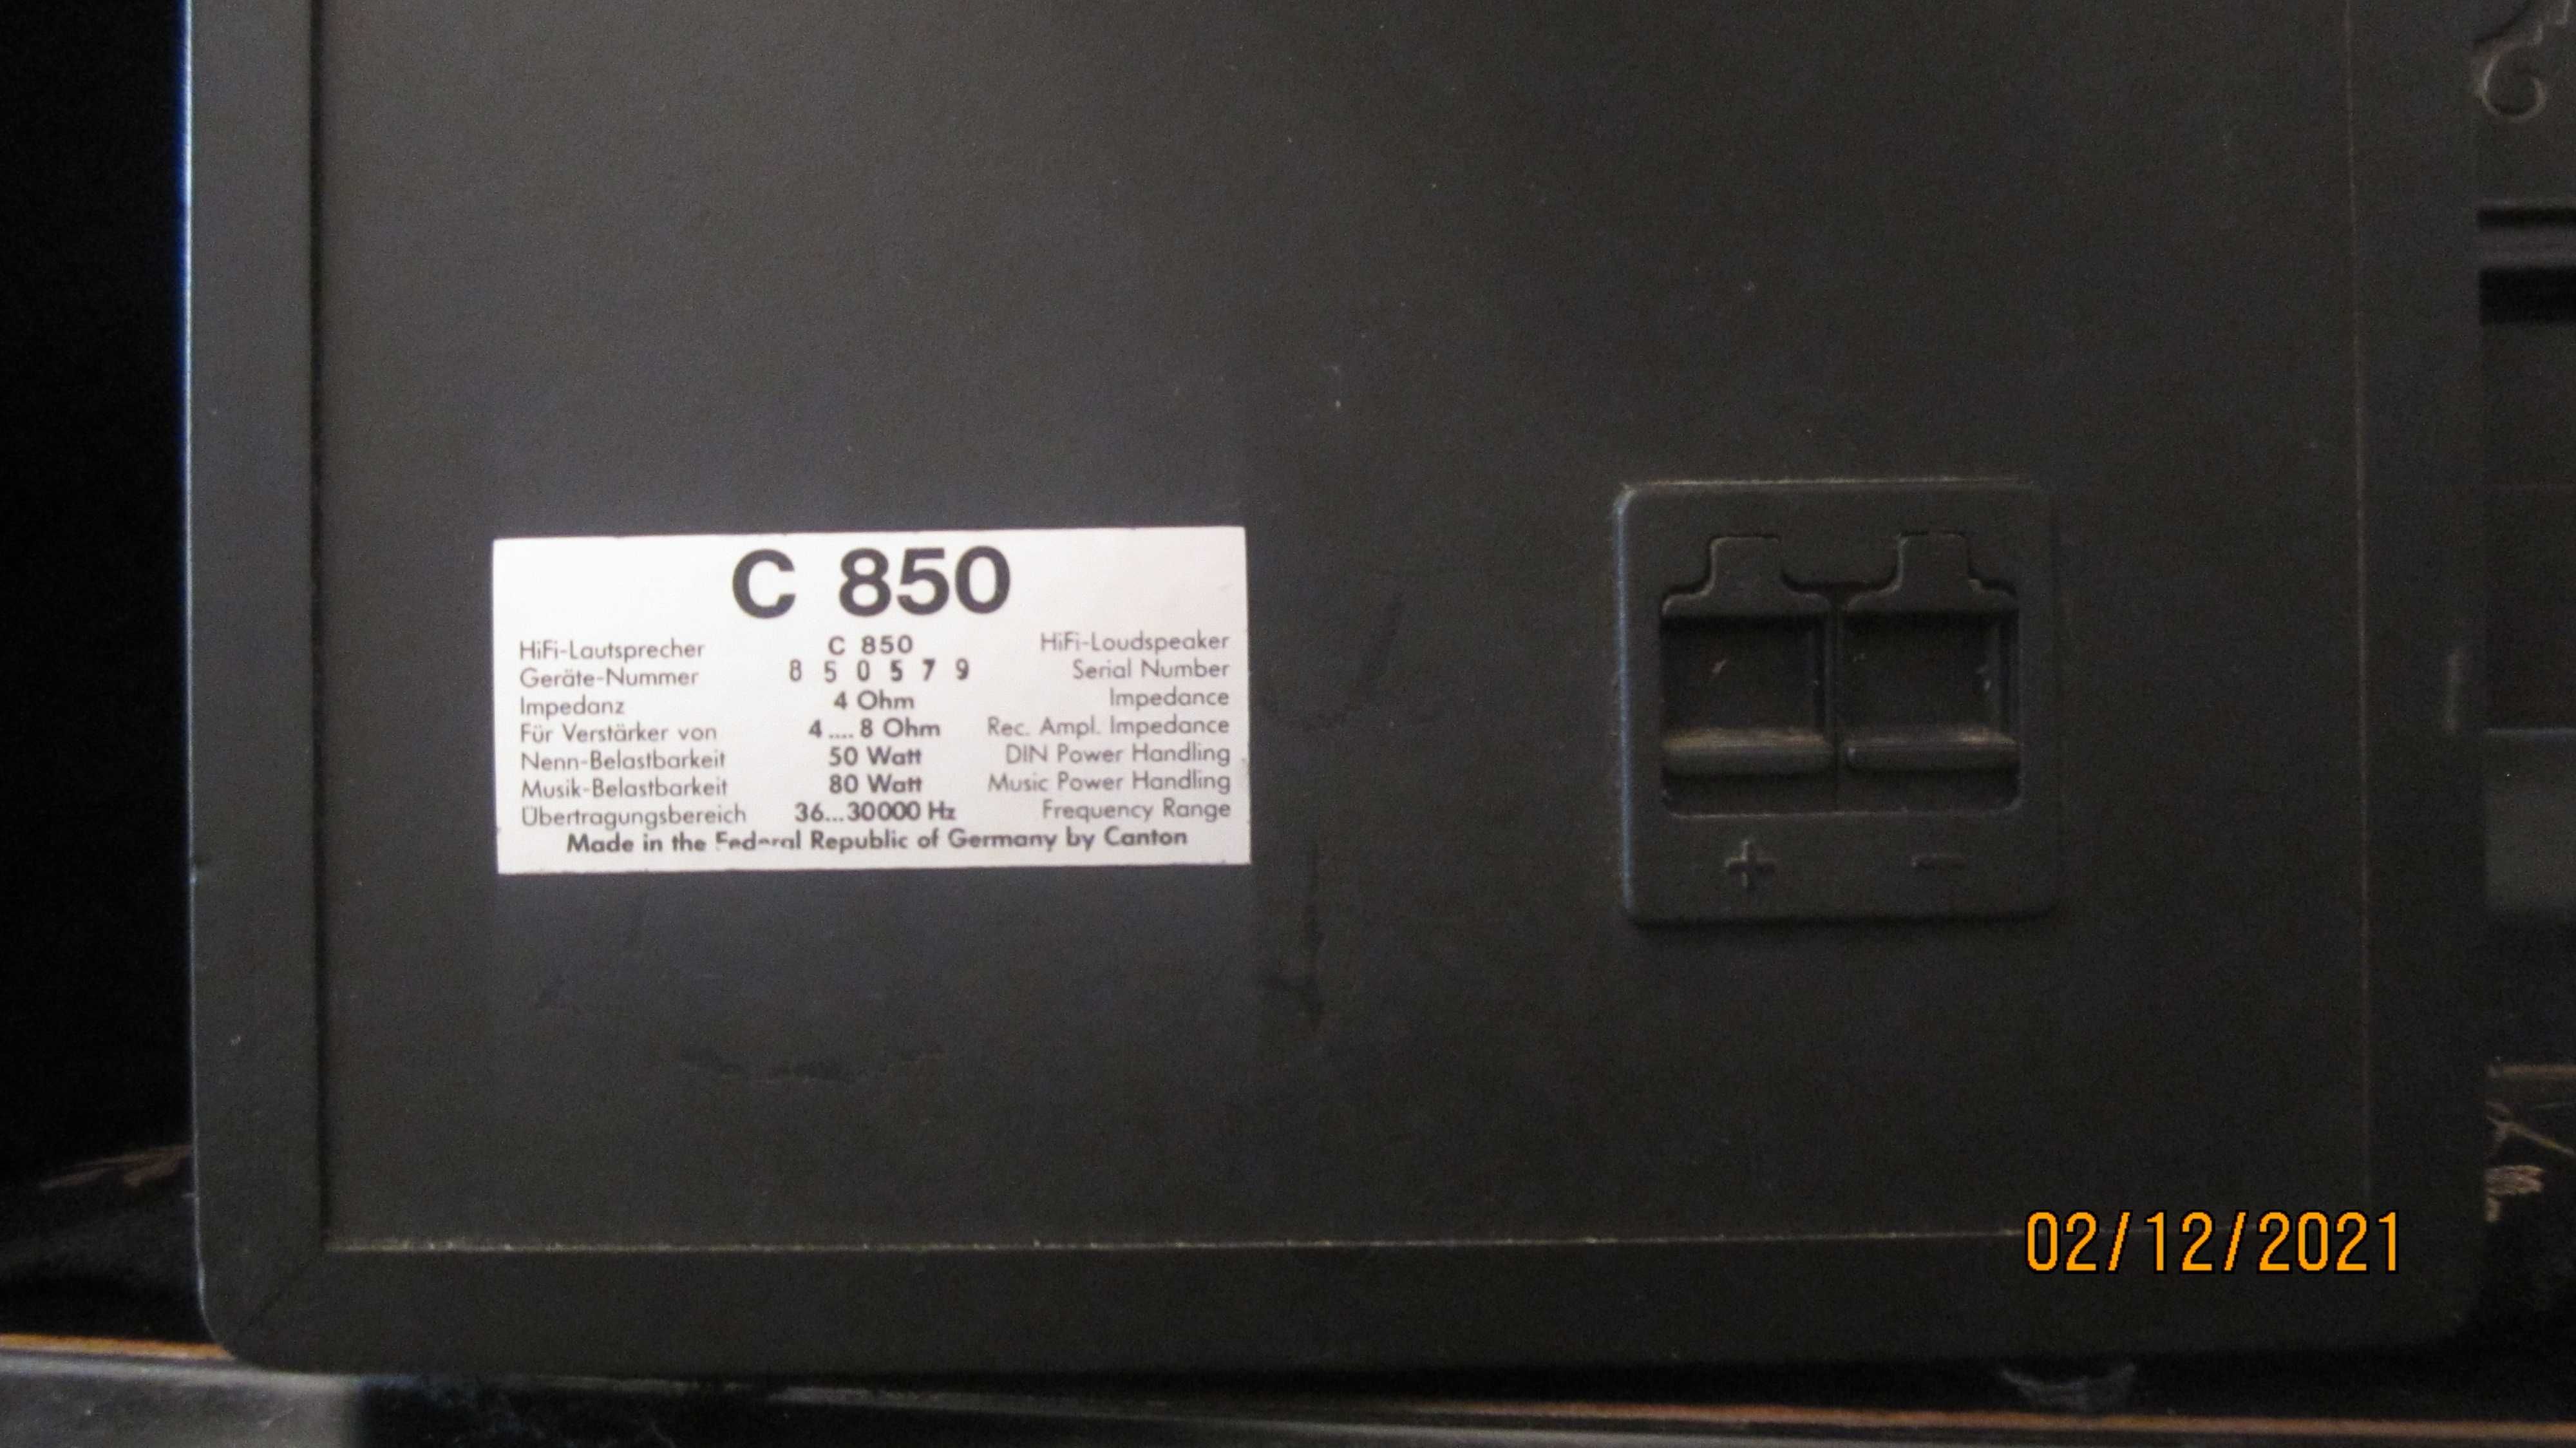 C 850
HiFi-Lautsprecher C 850 HiFi-Loudspeaker
Geräte-Nummer 8 5 0 5 7 9 Serial Number
Impedanz 4 Ohm Impedance
Für Verstärker von 4....8 Ohm Rec. Ampl. Impedance
Nenn-Belastbarkeit 50 Watt DIN Power Handling
Musik-Belastbarkeit 80 Watt Music Power Handling
Übertragungsbereich 36...30000 Hz Frequency Range
Made in the Federal Republic of Germany by Canton
+ −
02/12/2021